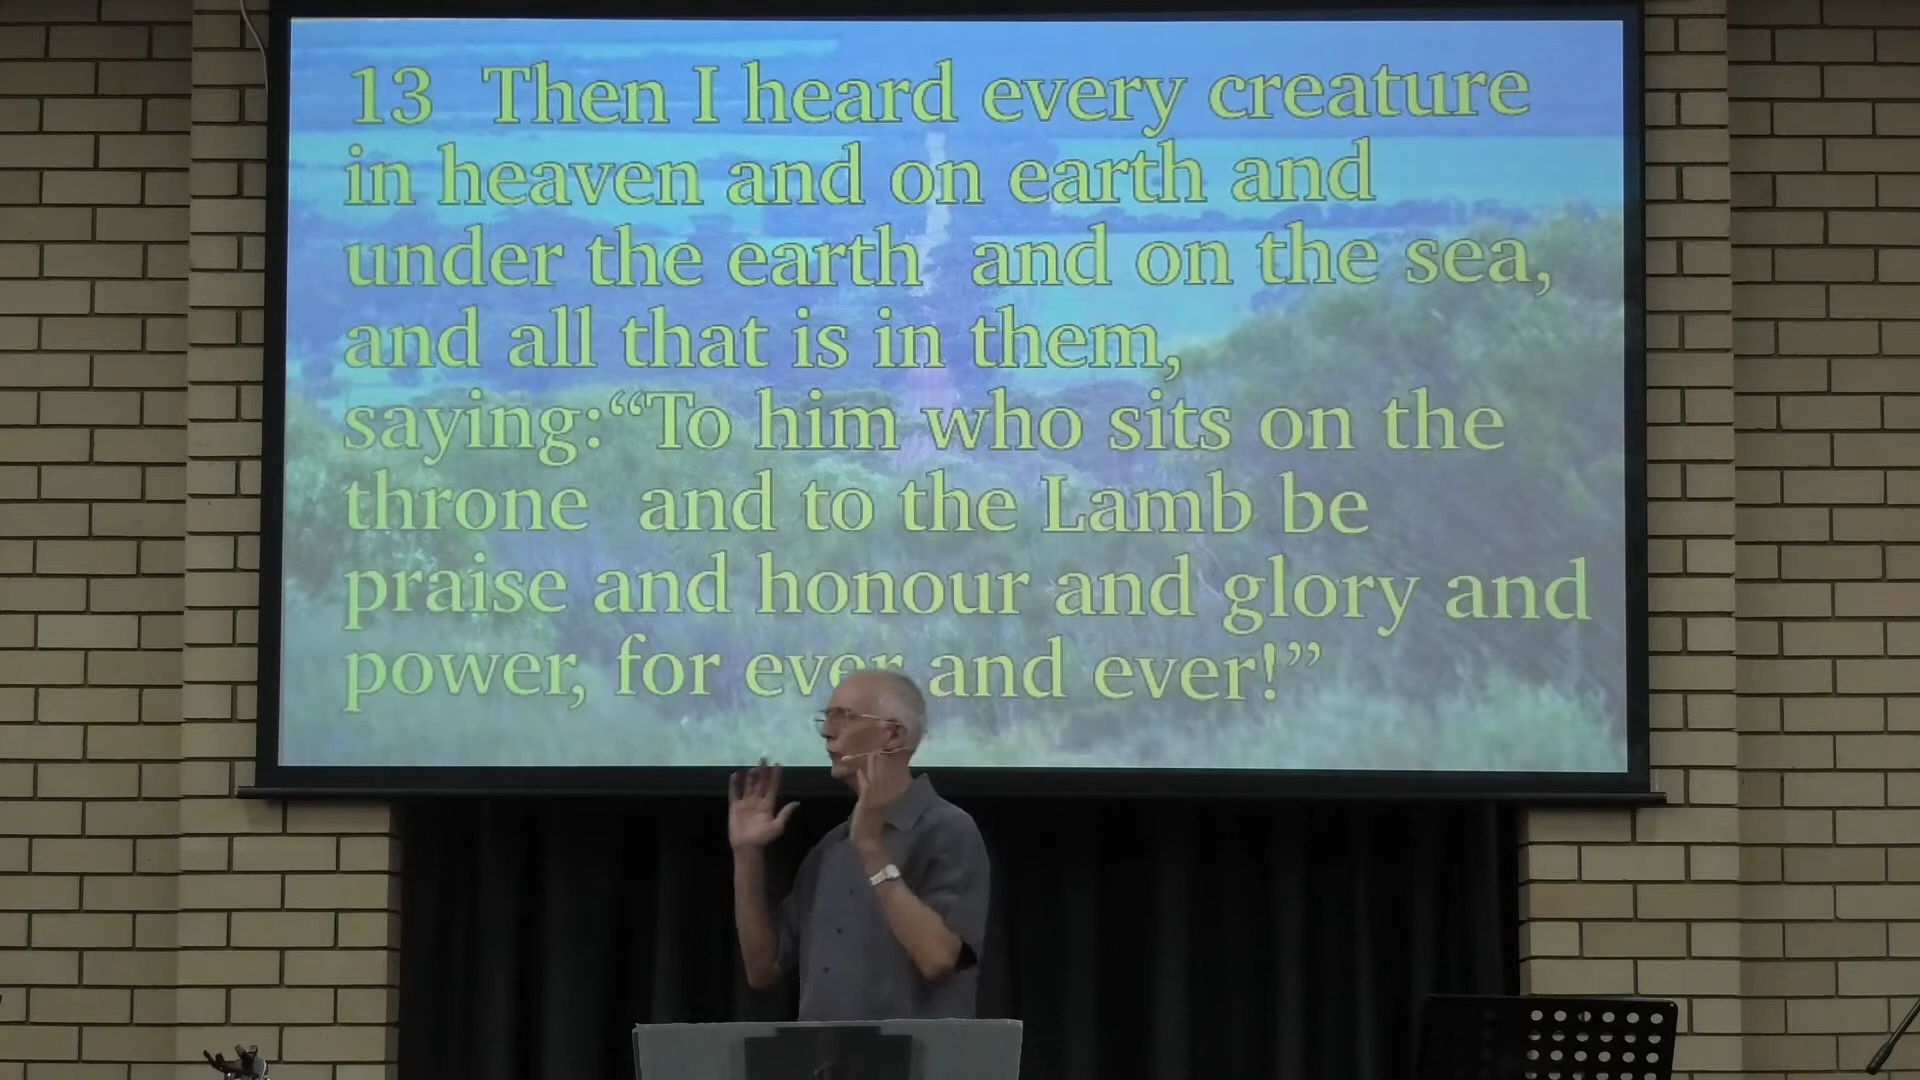 13 Then I heard every creature
in heaven and on earth and
under the earth and on the sea,
and all that is in them,
saying:“To him who sits on the
throne and to the Lamb be
praise and honour and glory and
power, for ever and ever!”